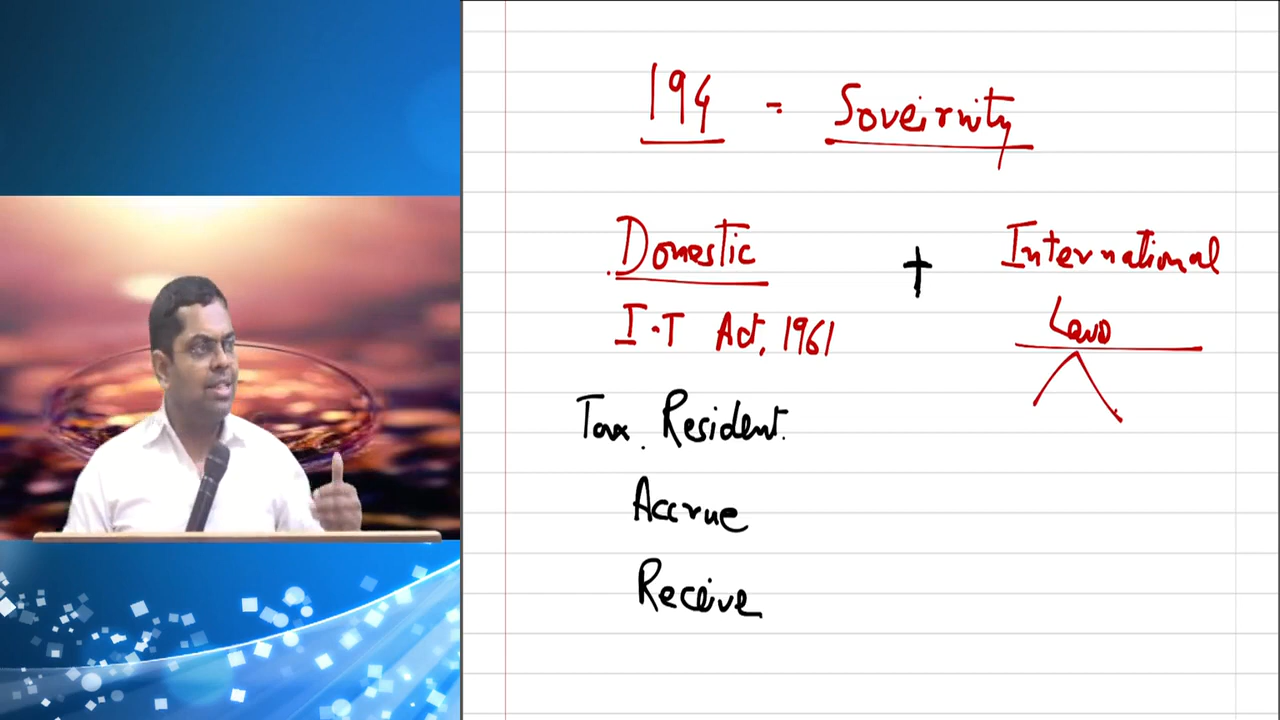 194 = Soveirnity
Domestic + International
I.T Act, 1961 Law
Tax Resident.
Accrue
Receive